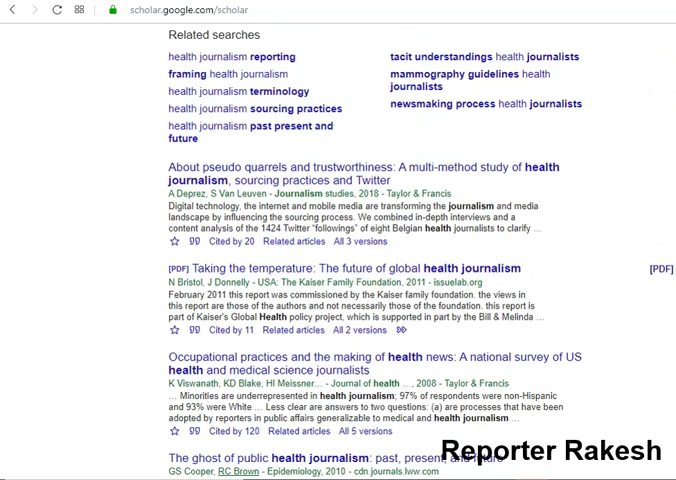 scholar.google.com/scholar
Related searches
health journalism reporting
framing health journalism
health journalism terminology
health journalism sourcing practices
health journalism past present and
future
tacit understandings health journalists
mammography guidelines health
journalists
newsmaking process health journalists
About pseudo quarrels and trustworthiness: A multi-method study of health
journalism, sourcing practices and Twitter
A Deprez, S Van Leuven - Journalism studies, 2018 - Taylor & Francis
Digital technology, the internet and mobile media are transforming the journalism and media
landscape by influencing the sourcing process. We combined in-depth interviews and a
content analysis of the 1424 Twitter “followings” of eight Belgian health journalists to clarify ...
Cited by 20 Related articles All 3 versions
[PDF] Taking the temperature: The future of global health journalism
[PDF]
N Bristol, J Donnelly - USA: The Kaiser Family Foundation, 2011 - issuelab.org
February 2011 this report was commissioned by the Kaiser family foundation. the views in
this report are those of the authors and not necessarily those of the foundation. this report is
part of Kaiser's Global Health policy project, which is supported in part by the Bill & Melinda ...
Cited by 11 Related articles All 2 versions
Occupational practices and the making of health news: A national survey of US
health and medical science journalists
K Viswanath, KD Blake, HI Meissner... - Journal of health ..., 2008 - Taylor & Francis
... Minorities are underrepresented in health journalism; 97% of respondents were non-Hispanic
and 93% were White ... Less clear are answers to two questions: (a) are processes that have been
adopted by reporters in public affairs generalizable to medical and health journalism ...
Cited by 120 Related articles All 5 versions
The ghost of public health journalism: past, present, and future
GS Cooper, RC Brown - Epidemiology, 2010 - cdn.journals.lww.com
Reporter Rakesh